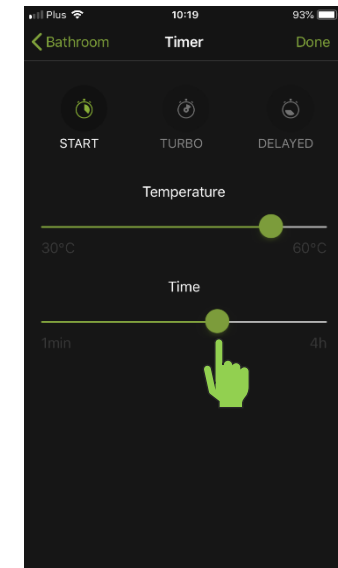 Plus 10:19 93%
Bathroom Timer Done
START TURBO DELAYED
Temperature
30°C 60°C
Time
1min 4h